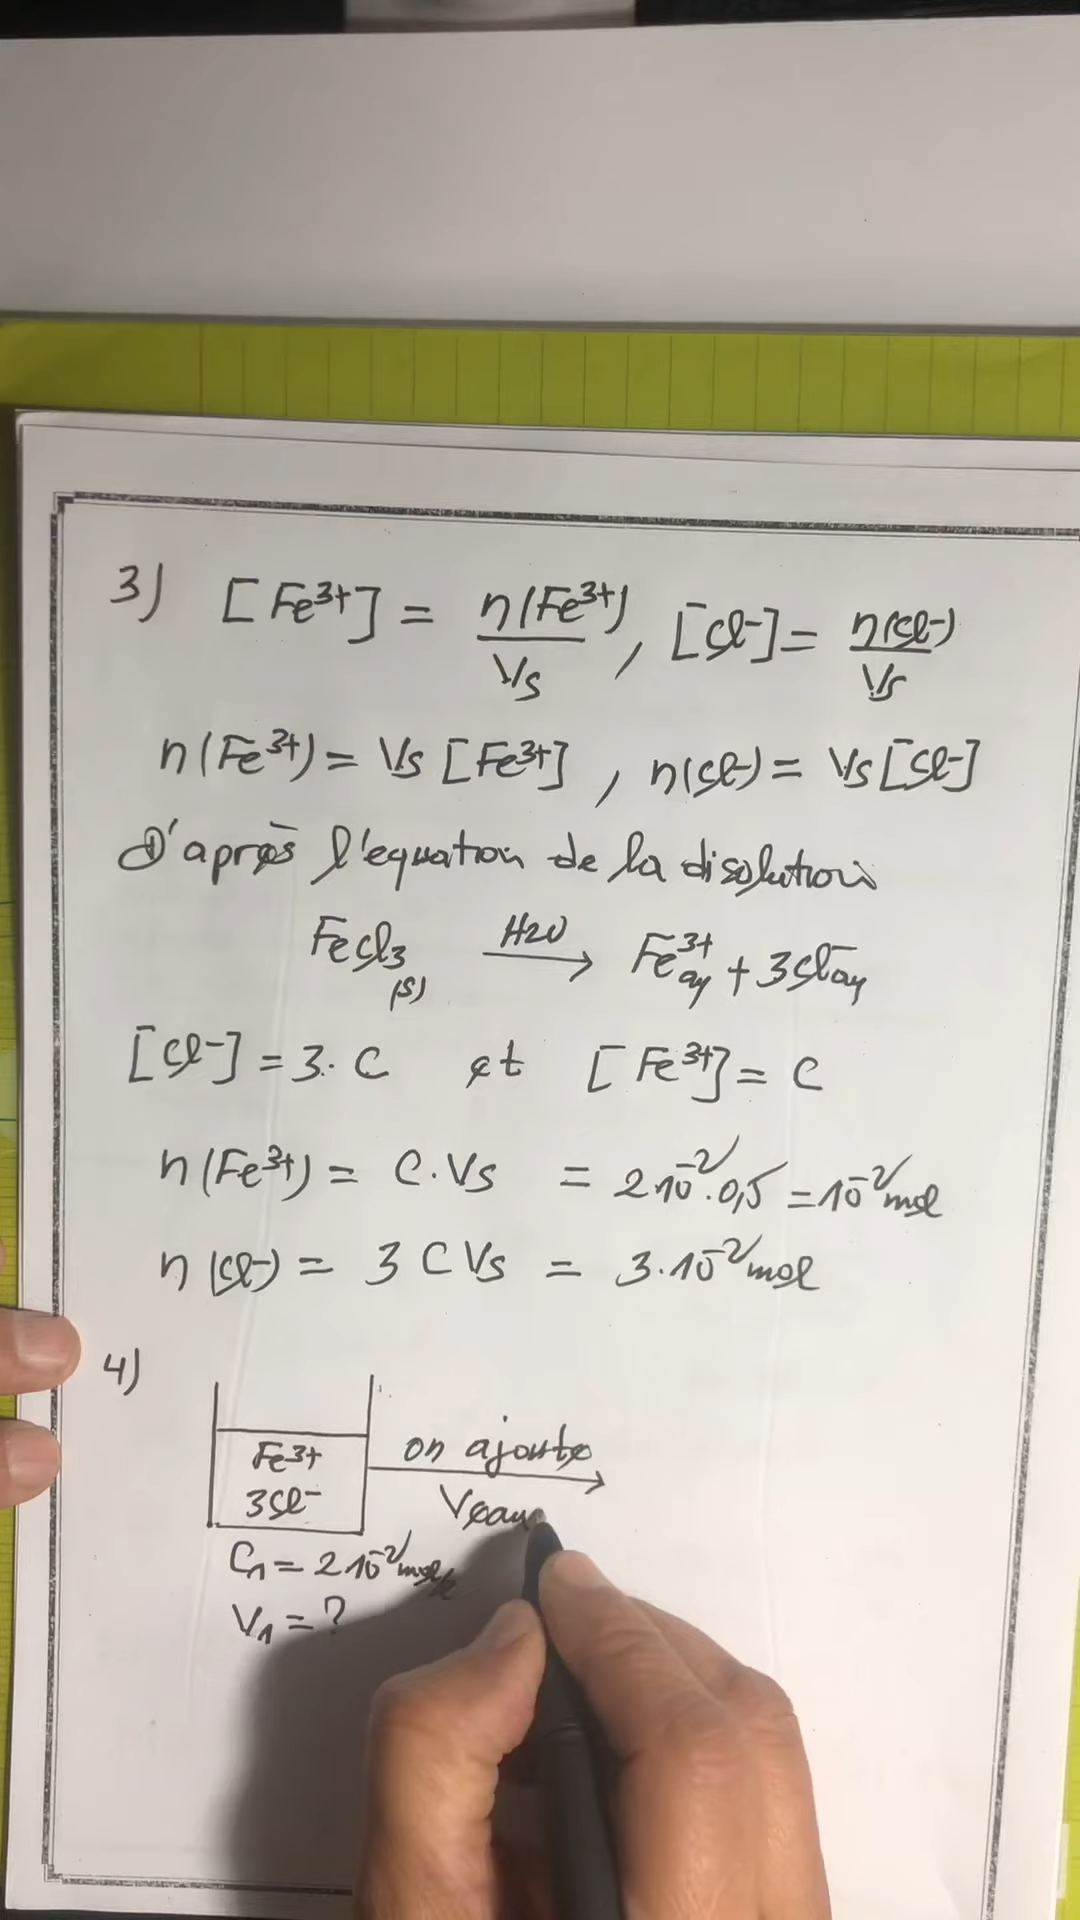 3) [Fe³⁺] = n(Fe³⁺)/Vs , [Cl⁻] = n(Cl⁻)/Vs
n(Fe³⁺) = Vs [Fe³⁺] , n(Cl⁻) = Vs [Cl⁻]
D'après l'equation de la disolution
FeCl₃(s) —H2O→ Fe³⁺aq + 3Cl⁻aq
[Cl⁻] = 3. C et [Fe³⁺] = C
n(Fe³⁺) = C.Vs = 2 10⁻².0,5 = 10⁻² mol
n(Cl⁻) = 3 C Vs = 3.10⁻² mol
4)
on ajoute
Fe³⁺
3Cl⁻
Veau
C₁ = 2 10⁻² mol/L
V₁ = ?